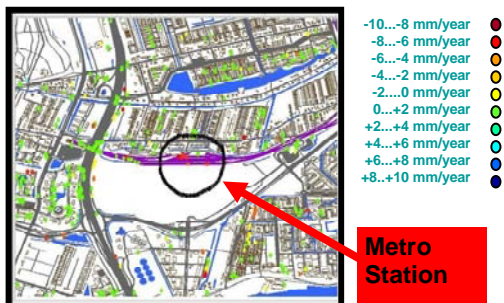 -10...-8 mm/year
-8...-6 mm/year
-6...-4 mm/year
-4...-2 mm/year
-2....0 mm/year
0...+2 mm/year
+2...+4 mm/year
+4...+6 mm/year
+6...+8 mm/year
+8..+10 mm/year
Metro
Station